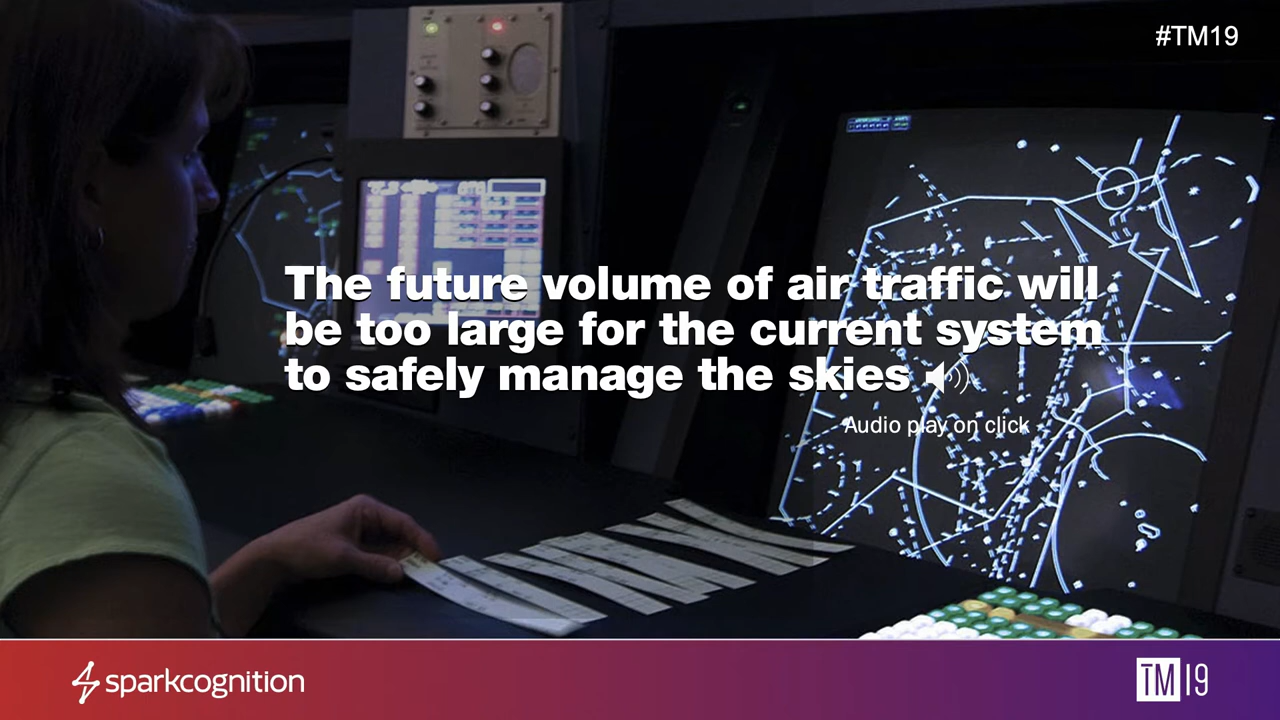 #TM19
The future volume of air traffic will
be too large for the current system
to safely manage the skies
Audio play on click
sparkcognition
TM19